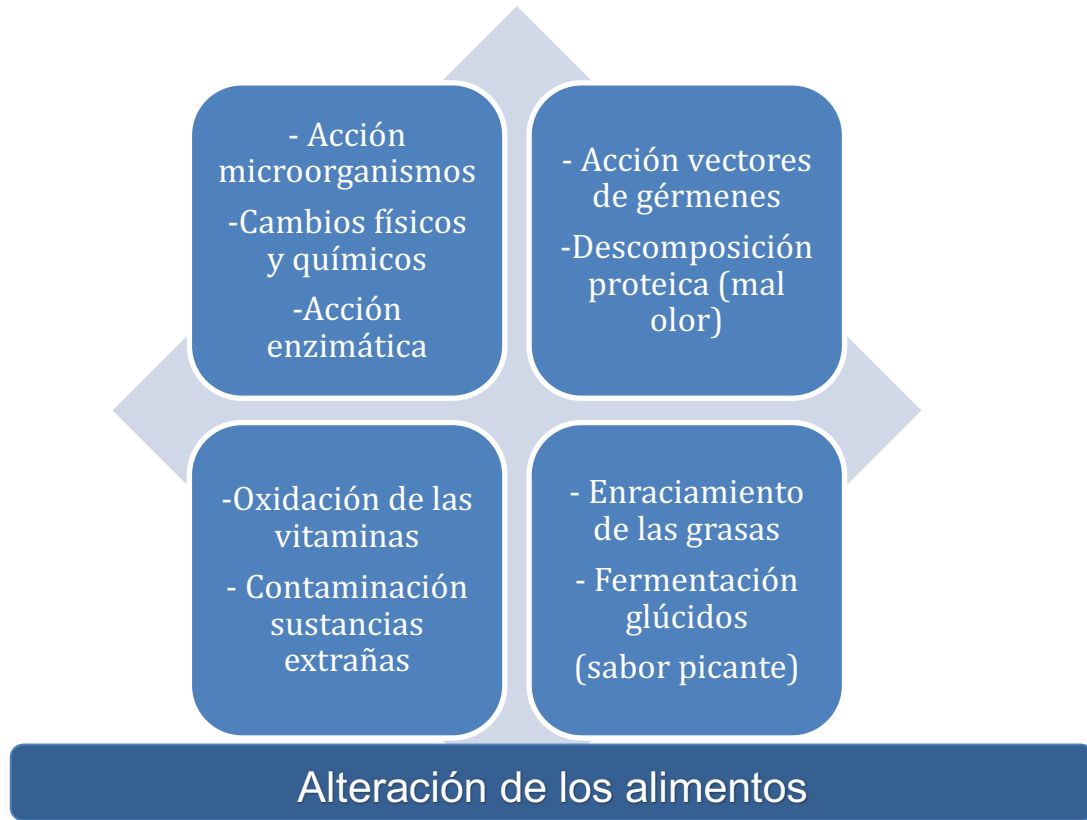 - Acción
microorganismos
-Cambios físicos
y químicos
-Acción
enzimática
- Acción vectores
de gérmenes
-Descomposición
proteica (mal
olor)
-Oxidación de las
vitaminas
- Contaminación
sustancias
extrañas
- Enraciamiento
de las grasas
- Fermentación
glúcidos
(sabor picante)
Alteración de los alimentos